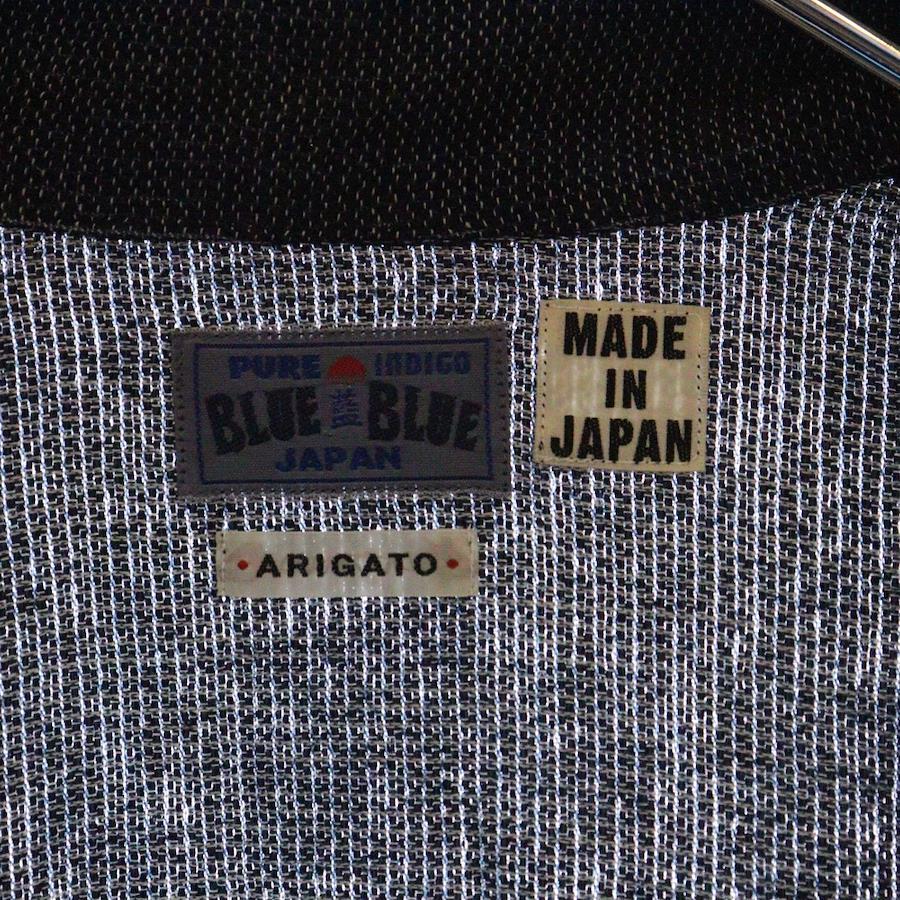 PURE INDIGO
BLUE BLUE
JAPAN
MADE
IN
JAPAN
• ARIGATO •